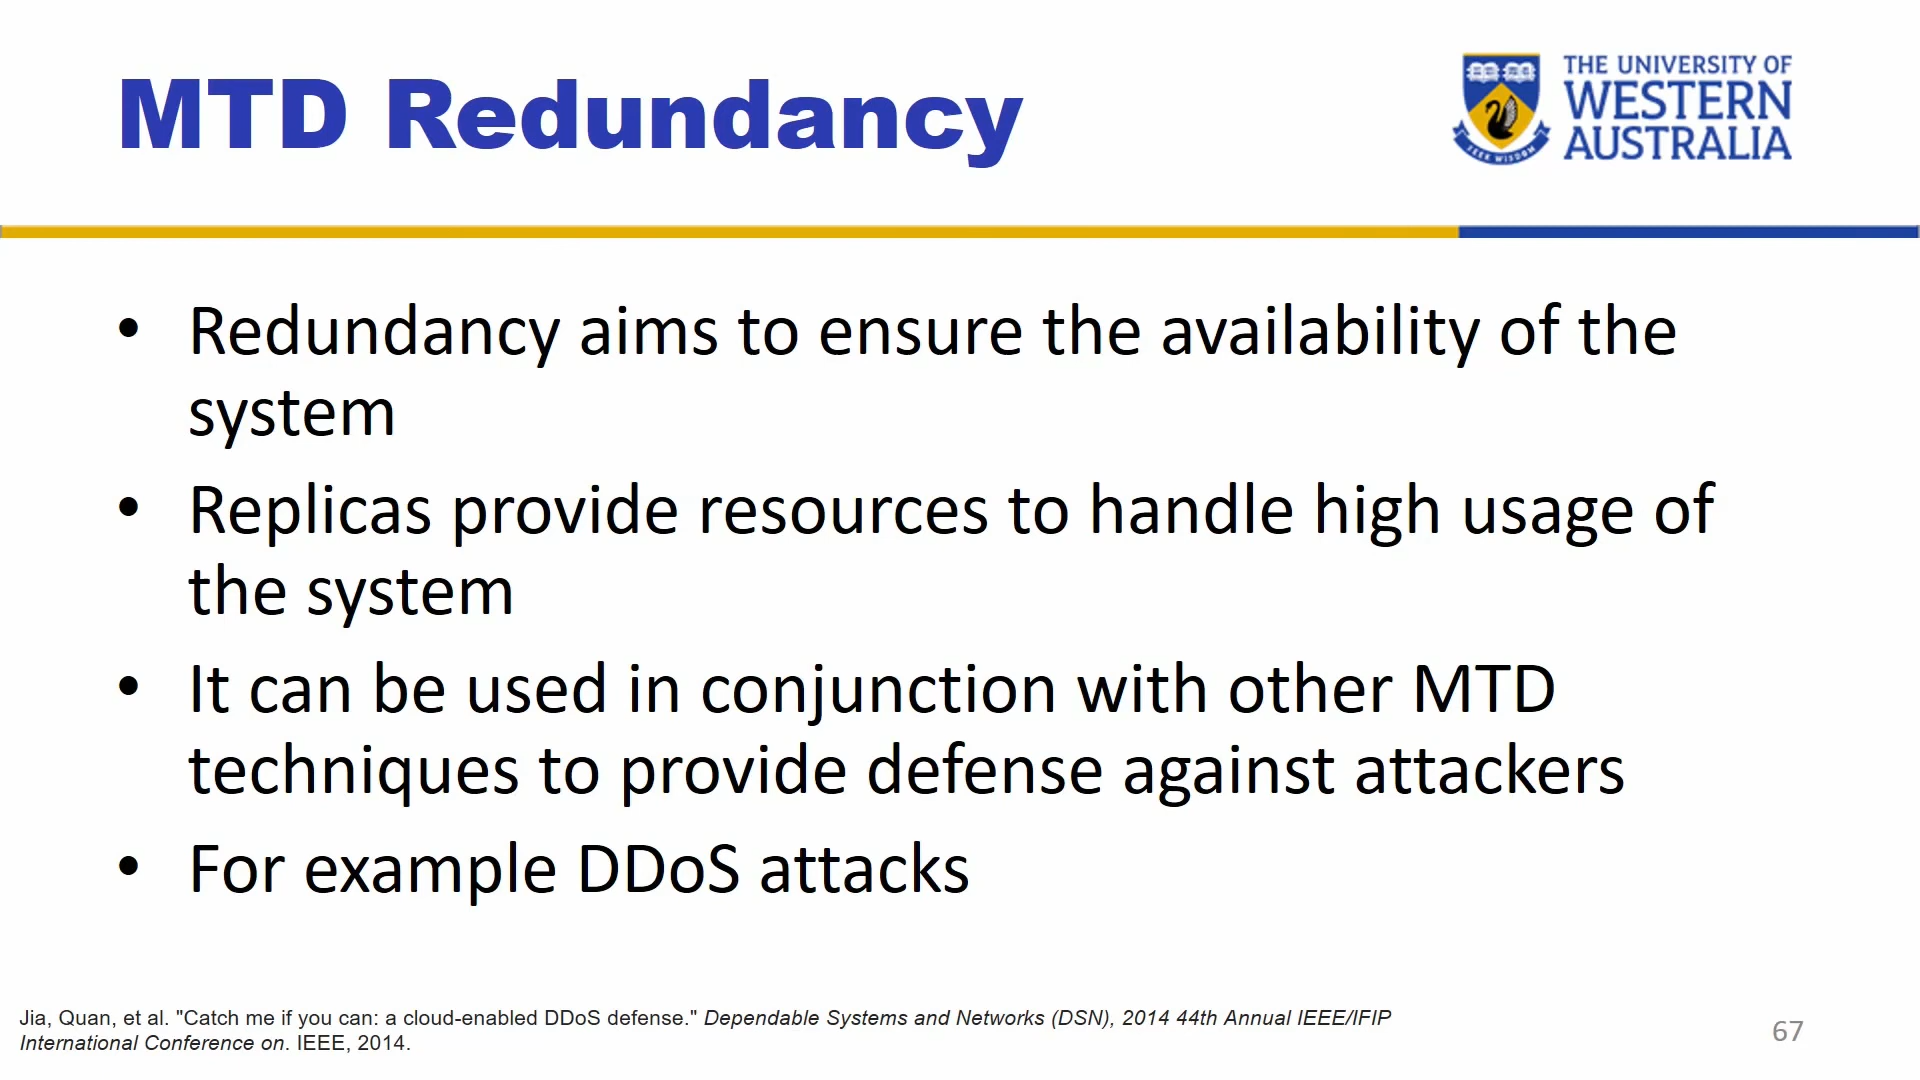 MTD Redundancy
THE UNIVERSITY OF
WESTERN
AUSTRALIA
SEEK WISDOM
• Redundancy aims to ensure the availability of the
system
• Replicas provide resources to handle high usage of
the system
• It can be used in conjunction with other MTD
techniques to provide defense against attackers
• For example DDoS attacks
Jia, Quan, et al. "Catch me if you can: a cloud-enabled DDoS defense." Dependable Systems and Networks (DSN), 2014 44th Annual IEEE/IFIP
International Conference on. IEEE, 2014.
67